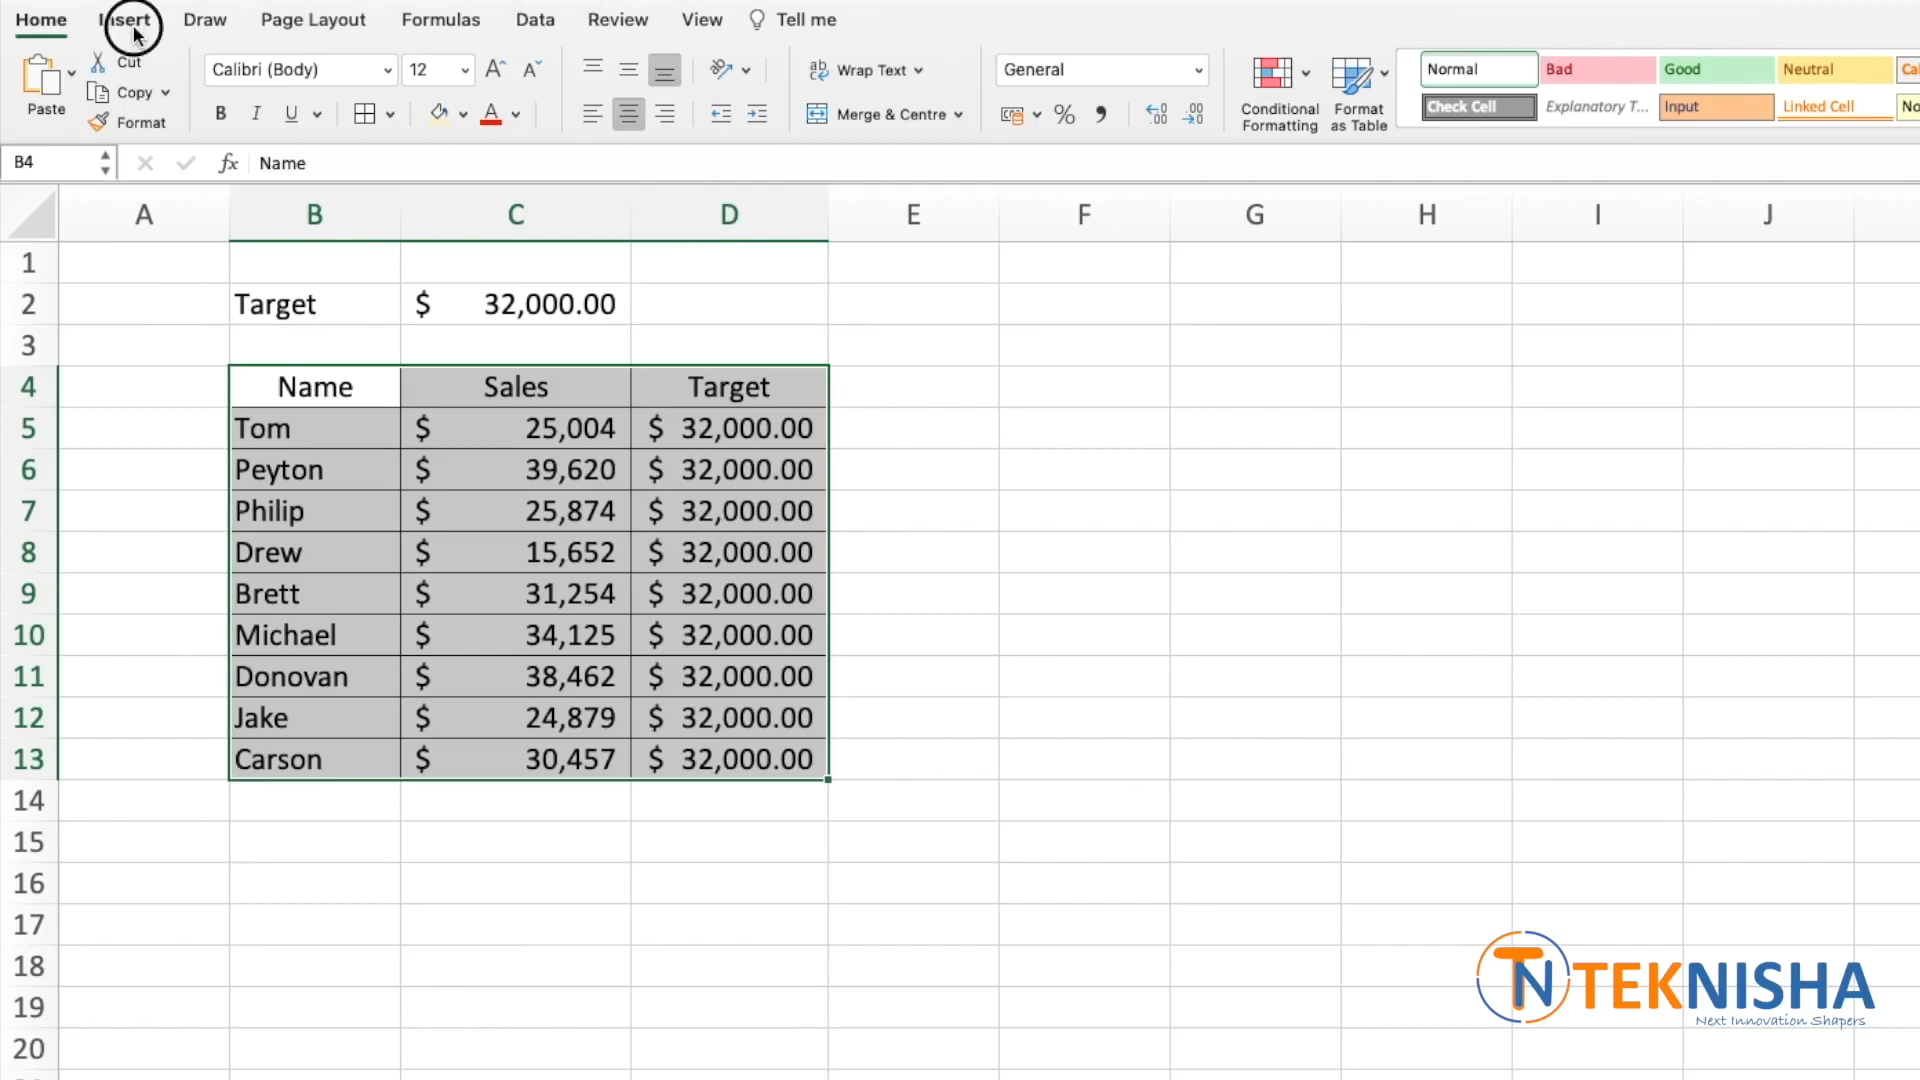 Home Insert Draw Page Layout Formulas Data Review View Tell me
Paste
Cut
Copy
Format
Calibri (Body) 12
B I U
Wrap Text
Merge & Centre
General
Conditional Formatting
Format as Table
Normal Bad Good Neutral
Check Cell Explanatory T... Input Linked Cell
B4 fx Name
A B C D E F G H I J
1
2 Target $ 32,000.00
3
4 Name Sales Target
5 Tom $ 25,004 $ 32,000.00
6 Peyton $ 39,620 $ 32,000.00
7 Philip $ 25,874 $ 32,000.00
8 Drew $ 15,652 $ 32,000.00
9 Brett $ 31,254 $ 32,000.00
10 Michael $ 34,125 $ 32,000.00
11 Donovan $ 38,462 $ 32,000.00
12 Jake $ 24,879 $ 32,000.00
13 Carson $ 30,457 $ 32,000.00
14
15
16
17
18
19
20
TN TEKNISHA
Next Innovation Shapers